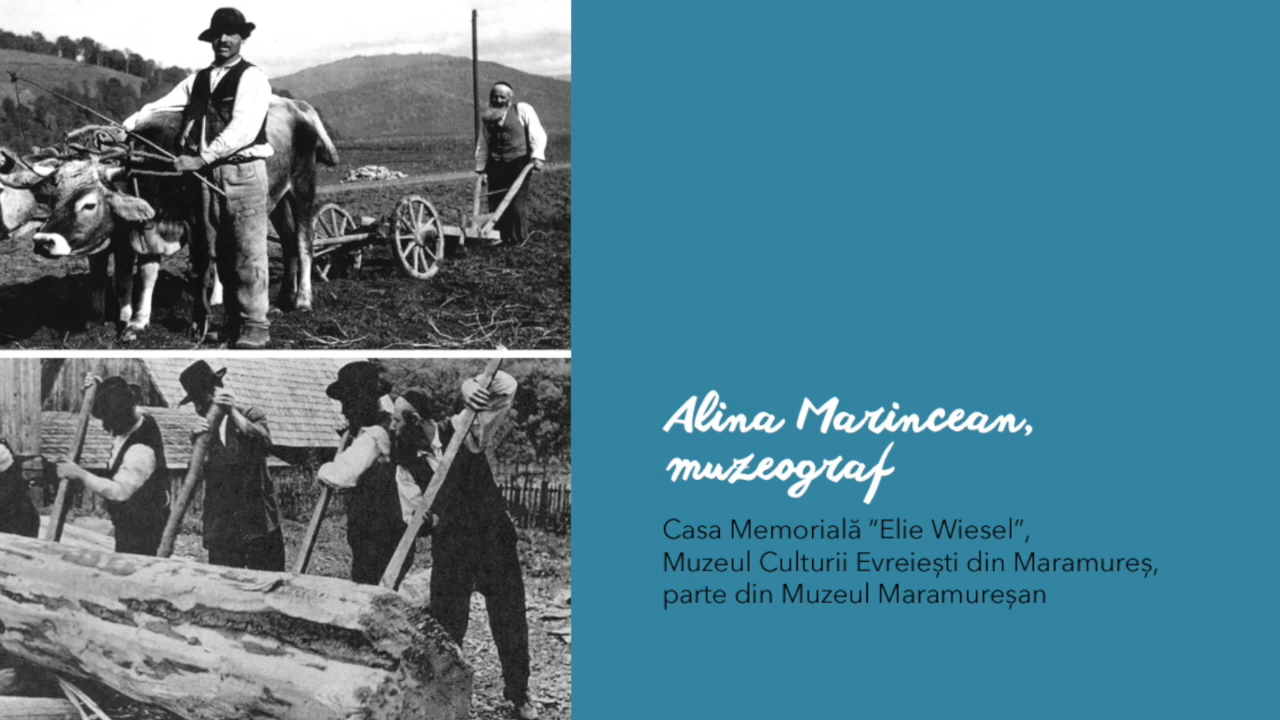 Alina Marincean,
muzeograf
Casa Memorială “Elie Wiesel”,
Muzeul Culturii Evreiești din Maramureș,
parte din Muzeul Maramureșan